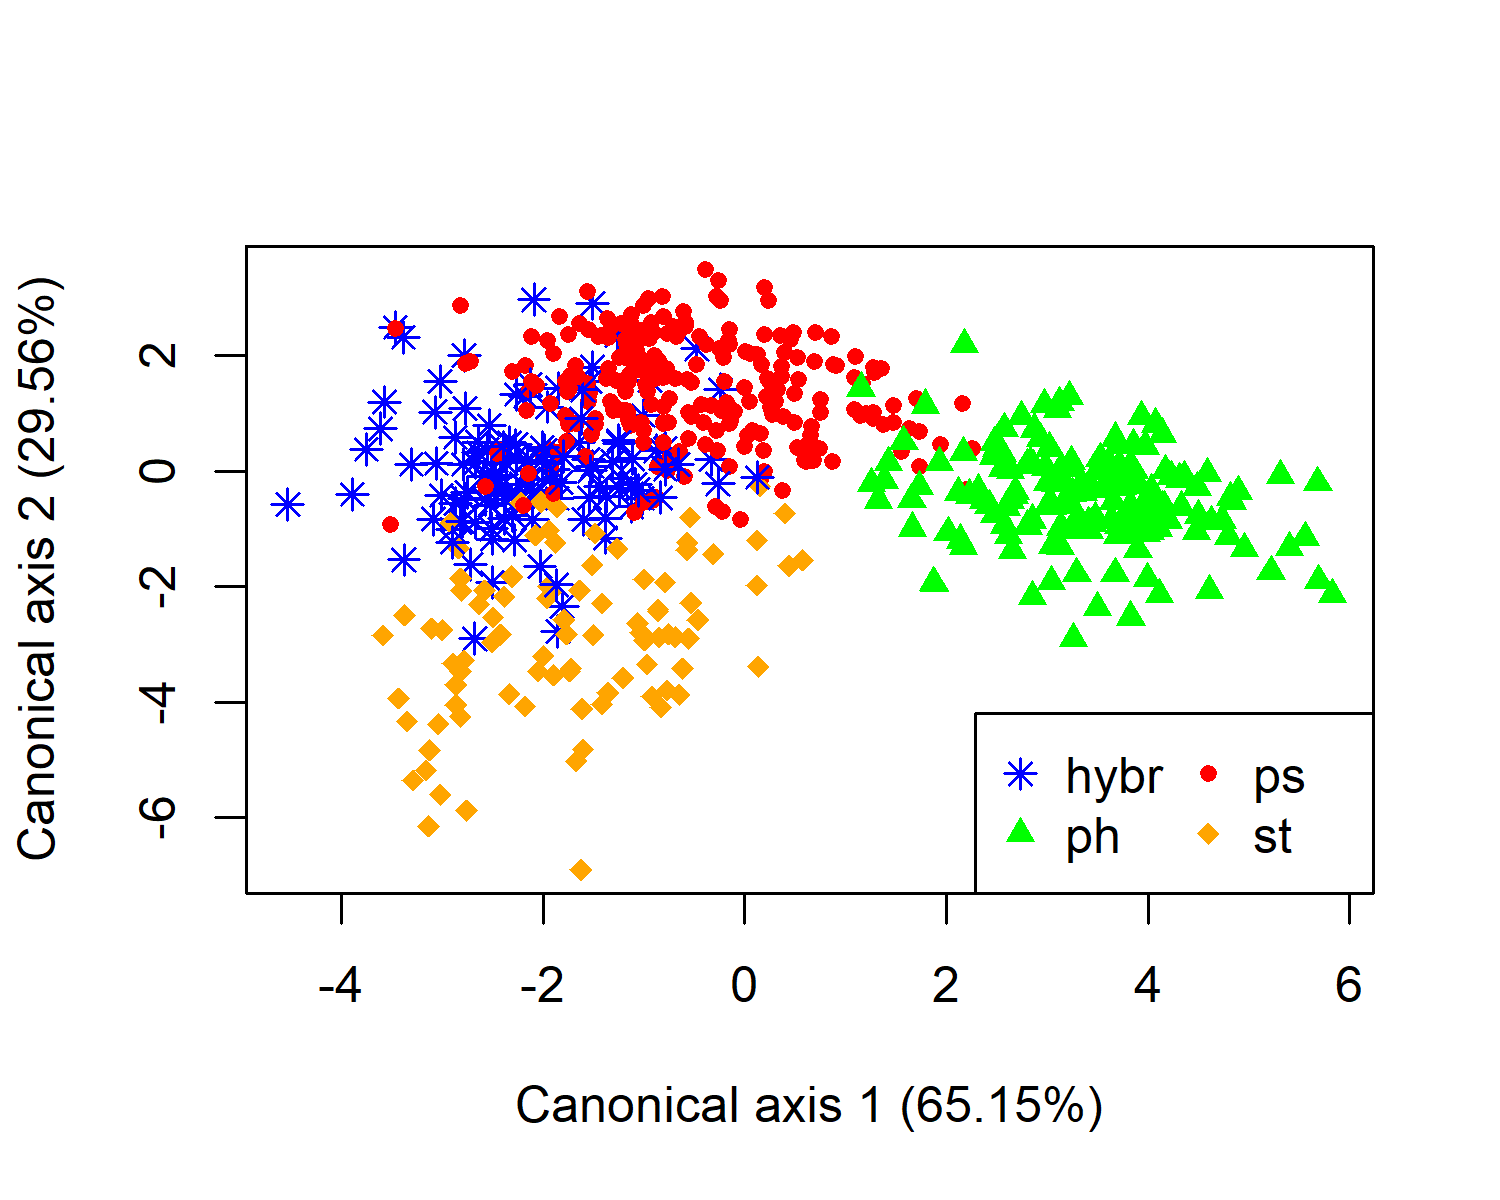 Canonical axis 2 (29.56%)
2
0
-2
-4
-6
hybr
ps
ph
st
-4 -2 0 2 4 6
Canonical axis 1 (65.15%)